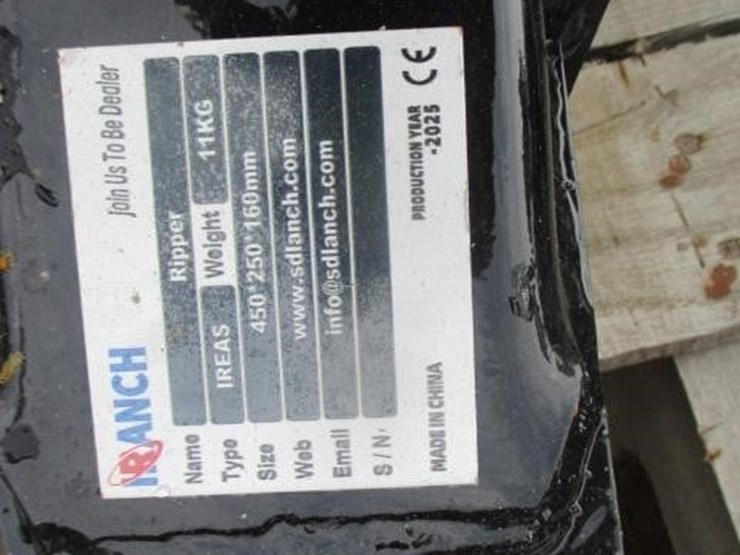 IRANCH Join Us To Be Dealer
Name Ripper
Type IREAS Weight 11KG
Size 450*250*160mm
Web www.sdlanch.com
Email info@sdlanch.com
S/N
MADE IN CHINA PRODUCTION YEAR CE
-2025